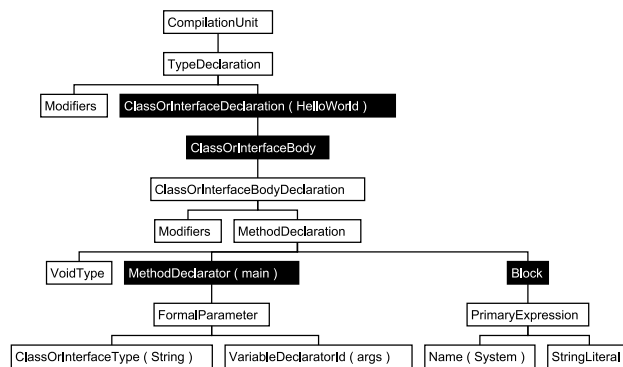 CompilationUnit
TypeDeclaration
Modifiers
ClassOrInterfaceDeclaration ( HelloWorld )
ClassOrInterfaceBody
ClassOrInterfaceBodyDeclaration
Modifiers
MethodDeclaration
VoidType
MethodDeclarator ( main )
Block
FormalParameter
PrimaryExpression
ClassOrInterfaceType ( String )
VariableDeclaratorId ( args )
Name ( System )
StringLiteral